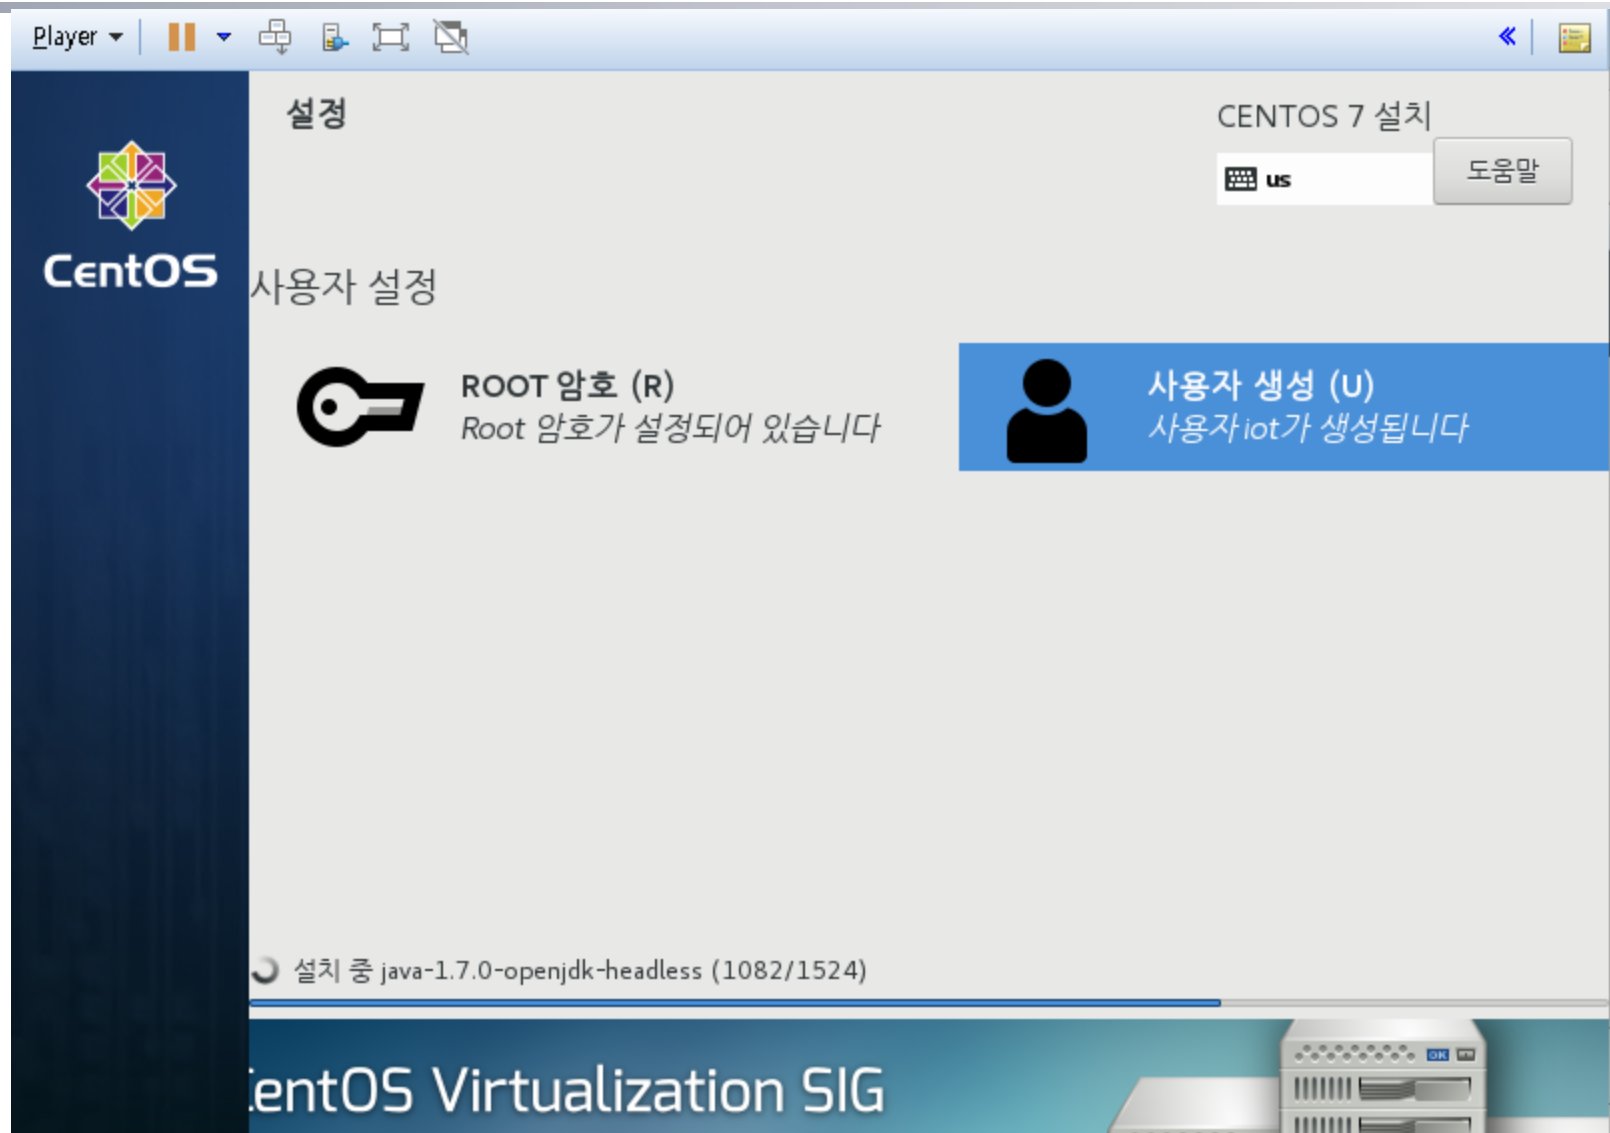 Player
설정
CENTOS 7 설치
us
도움말
CentOS
사용자 설정
ROOT 암호 (R)
Root 암호가 설정되어 있습니다
사용자 생성 (U)
사용자 iot가 생성됩니다
설치 중 java-1.7.0-openjdk-headless (1082/1524)
CentOS Virtualization SIG
OK